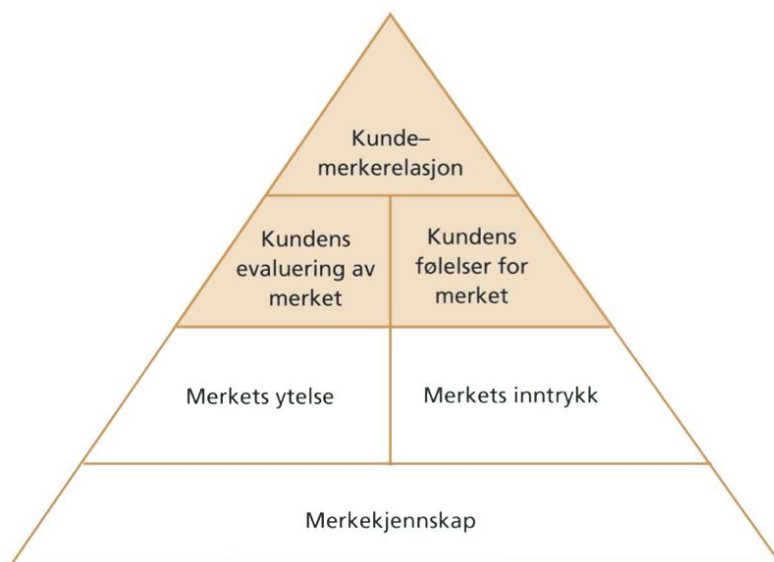 Kunde–
merkerelasjon
Kundens
evaluering av
merket
Kundens
følelser for
merket
Merkets ytelse
Merkets inntrykk
Merkekjennskap